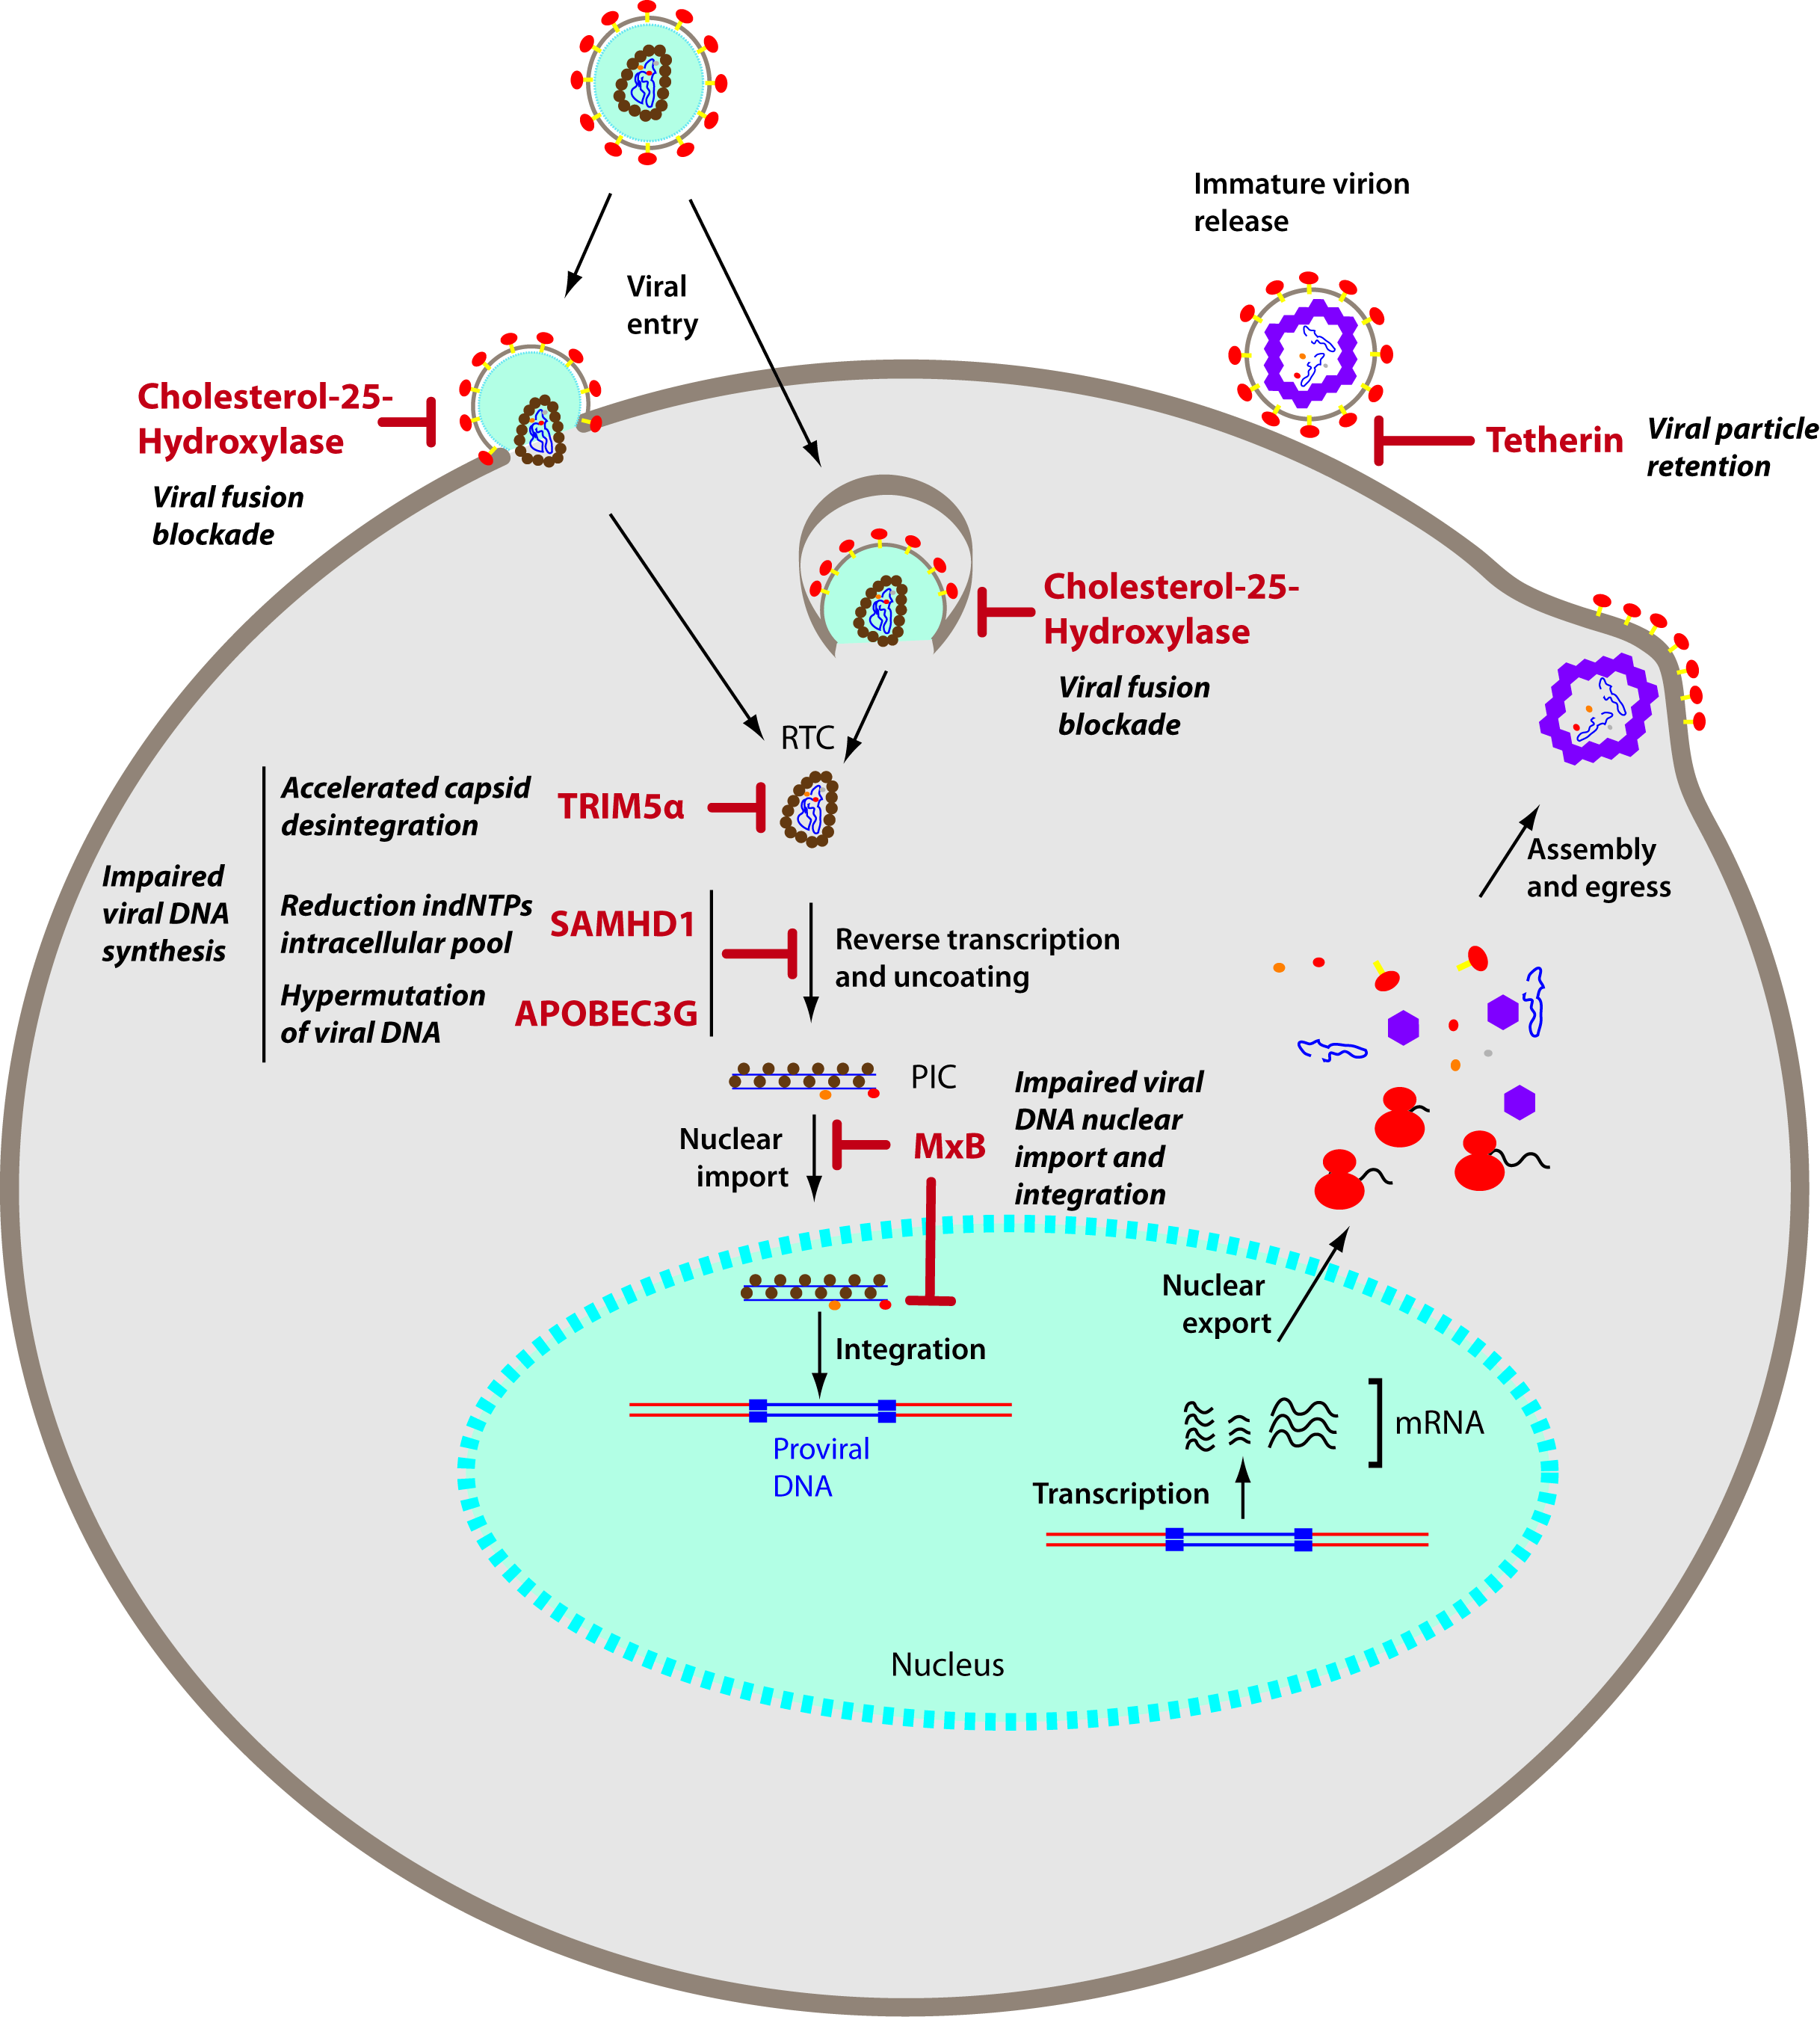 Immature virion
release
Viral
entry
Cholesterol-25-
Hydroxylase
Viral fusion
blockade
Tetherin
Viral particle
retention
Cholesterol-25-
Hydroxylase
Viral fusion
blockade
RTC
Accelerated capsid
desintegration
TRIM5α
Impaired
viral DNA
synthesis
Reduction indNTPs
intracellular pool
SAMHD1
Hypermutation
of viral DNA
APOBEC3G
Reverse transcription
and uncoating
Assembly
and egress
PIC
Nuclear
import
MxB
Impaired viral
DNA nuclear
import and
integration
Nuclear
export
Integration
Proviral
DNA
mRNA
Transcription
Nucleus